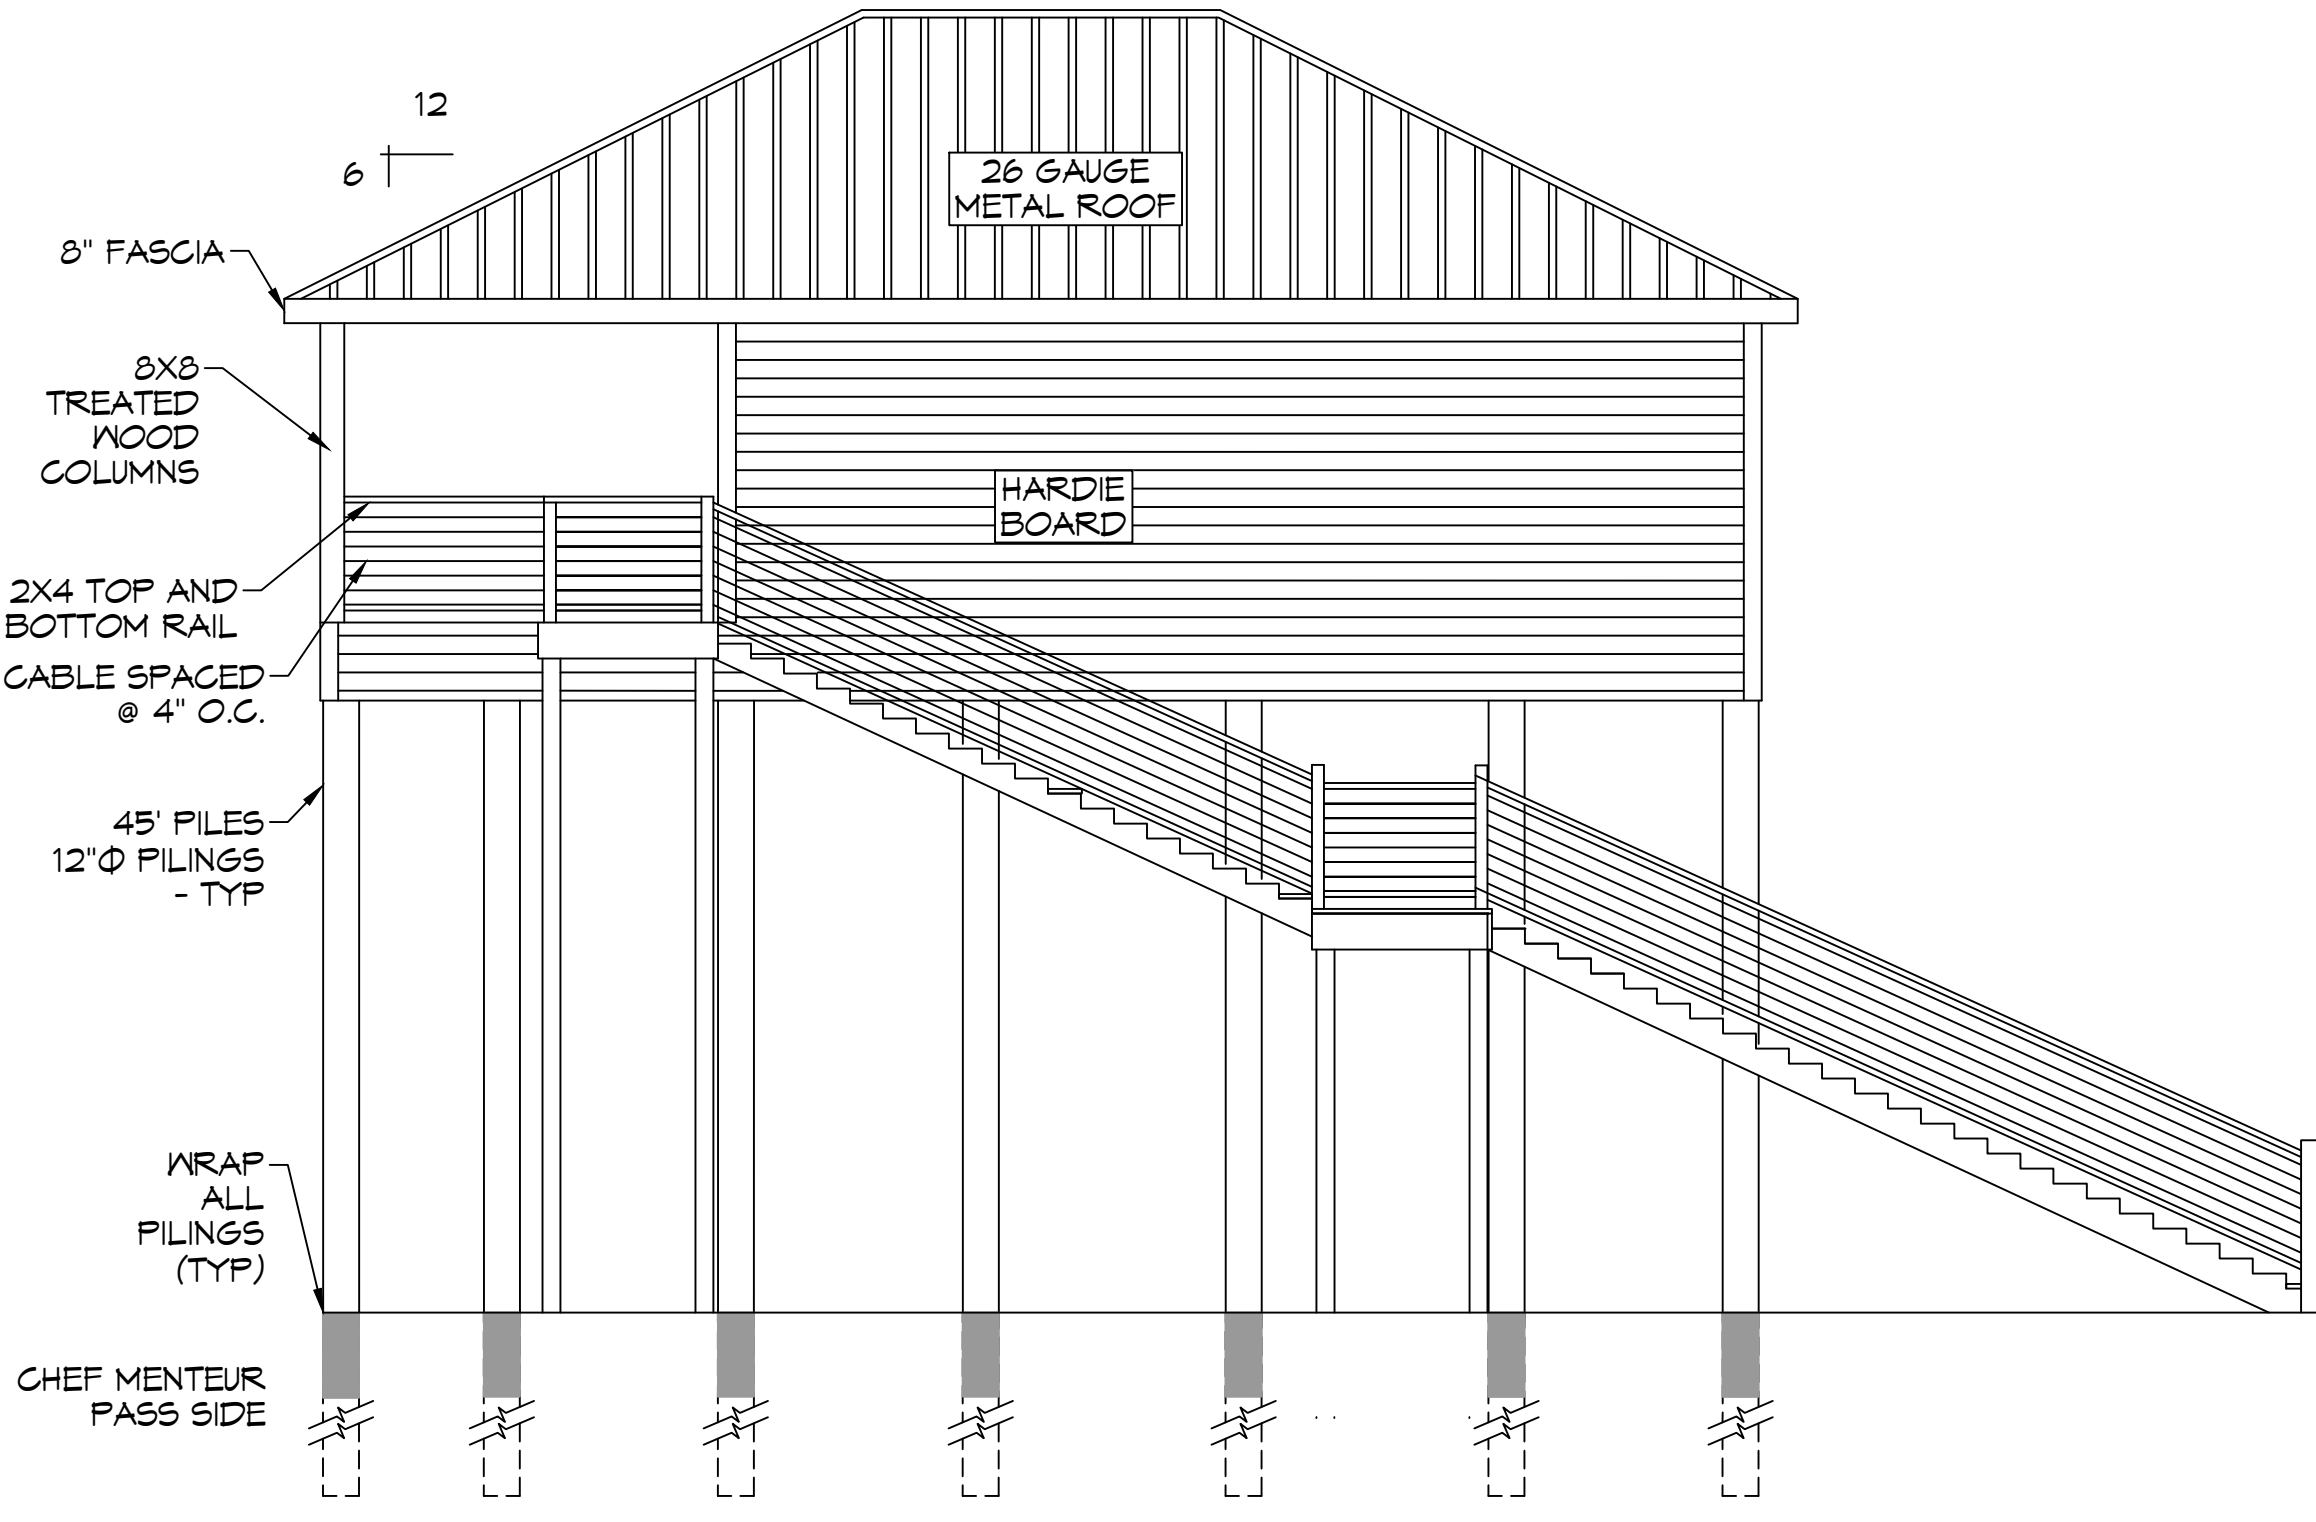 12
6
26 GAUGE
METAL ROOF
8" FASCIA
8X8
TREATED
WOOD
COLUMNS
HARDIE
BOARD
2X4 TOP AND
BOTTOM RAIL
CABLE SPACED
@ 4" O.C.
45' PILES
12"Φ PILINGS
- TYP
WRAP
ALL
PILINGS
(TYP)
CHEF MENTEUR
PASS SIDE